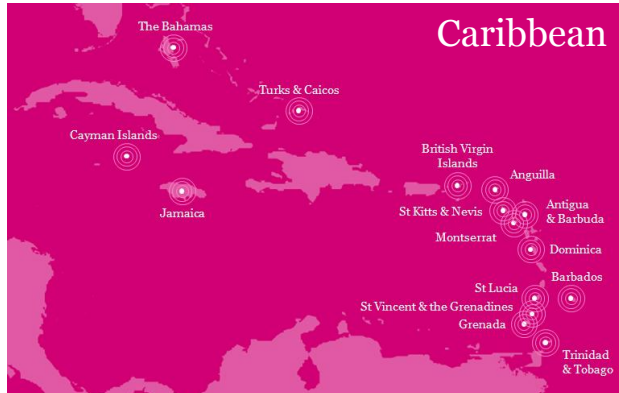 Caribbean
The Bahamas
Turks & Caicos
Cayman Islands
Jamaica
British Virgin
Islands
Anguilla
St Kitts & Nevis
Antigua
& Barbuda
Montserrat
Dominica
St Lucia
Barbados
St Vincent & the Grenadines
Grenada
Trinidad
& Tobago